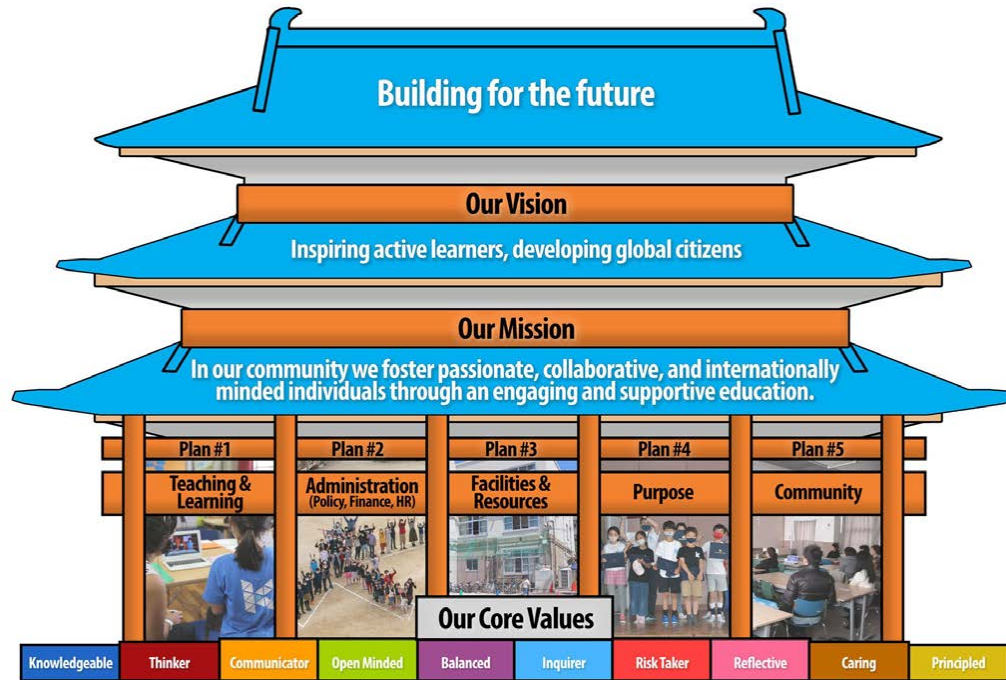 Building for the future
Our Vision
Inspiring active learners, developing global citizens
Our Mission
In our community we foster passionate, collaborative, and internationally
minded individuals through an engaging and supportive education.
Plan #1
Teaching &
Learning
Plan #2
Administration
(Policy, Finance, HR)
Plan #3
Facilities &
Resources
Plan #4
Purpose
Plan #5
Community
Our Core Values
Knowledgeable
Thinker
Communicator
Open Minded
Balanced
Inquirer
Risk Taker
Reflective
Caring
Principled